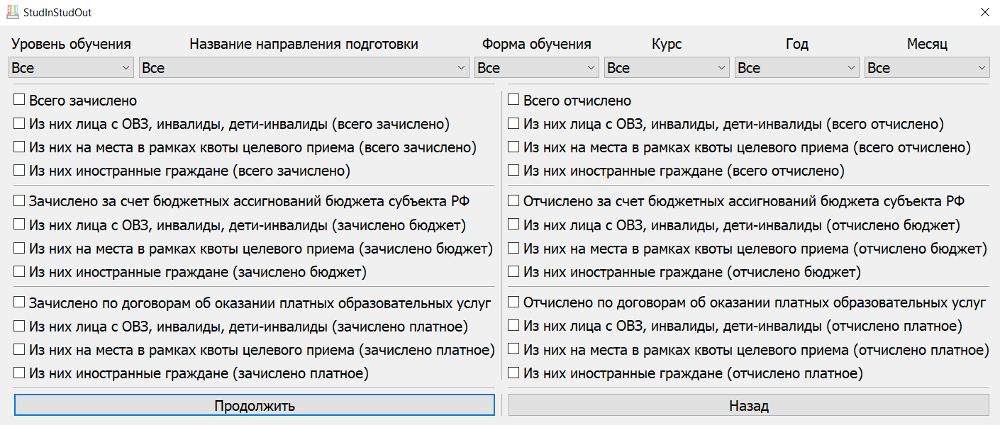 StudInStudOut
Уровень обучения Название направления подготовки Форма обучения Курс Год Месяц
Все Все Все Все Все Все
Всего зачислено
Из них лица с ОВЗ, инвалиды, дети-инвалиды (всего зачислено)
Из них на места в рамках квоты целевого приема (всего зачислено)
Из них иностранные граждане (всего зачислено)
Зачислено за счет бюджетных ассигнований бюджета субъекта РФ
Из них лица с ОВЗ, инвалиды, дети-инвалиды (зачислено бюджет)
Из них на места в рамках квоты целевого приема (зачислено бюджет)
Из них иностранные граждане (зачислено бюджет)
Зачислено по договорам об оказании платных образовательных услуг
Из них лица с ОВЗ, инвалиды, дети-инвалиды (зачислено платное)
Из них на места в рамках квоты целевого приема (зачислено платное)
Из них иностранные граждане (зачислено платное)
Всего отчислено
Из них лица с ОВЗ, инвалиды, дети-инвалиды (всего отчислено)
Из них на места в рамках квоты целевого приема (всего отчислено)
Из них иностранные граждане (всего отчислено)
Отчислено за счет бюджетных ассигнований бюджета субъекта РФ
Из них лица с ОВЗ, инвалиды, дети-инвалиды (отчислено бюджет)
Из них на места в рамках квоты целевого приема (отчислено бюджет)
Из них иностранные граждане (отчислено бюджет)
Отчислено по договорам об оказании платных образовательных услуг
Из них лица с ОВЗ, инвалиды, дети-инвалиды (отчислено платное)
Из них на места в рамках квоты целевого приема (отчислено платное)
Из них иностранные граждане (отчислено платное)
Продолжить Назад